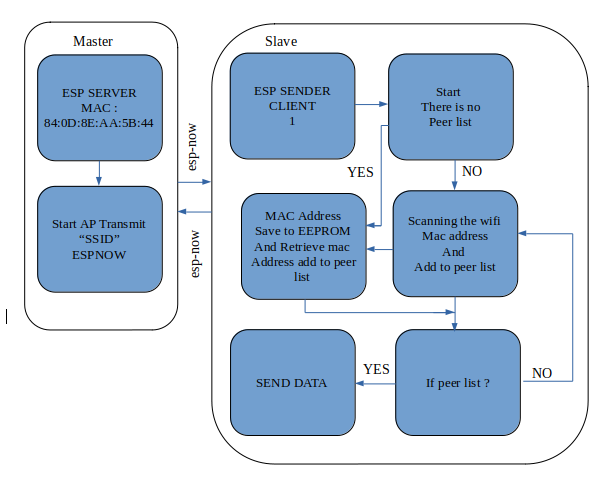 Master
ESP SERVER
MAC :
84:0D:8E:AA:5B:44
Start AP Transmit
“SSID”
ESPNOW
esp-now
esp-now
Slave
ESP SENDER
CLIENT
1
Start
There is no
Peer list
YES
NO
MAC Address
Save to EEPROM
And Retrieve mac
Address add to peer
list
Scanning the wifi
Mac address
And
Add to peer list
SEND DATA
YES
If peer list ?
NO